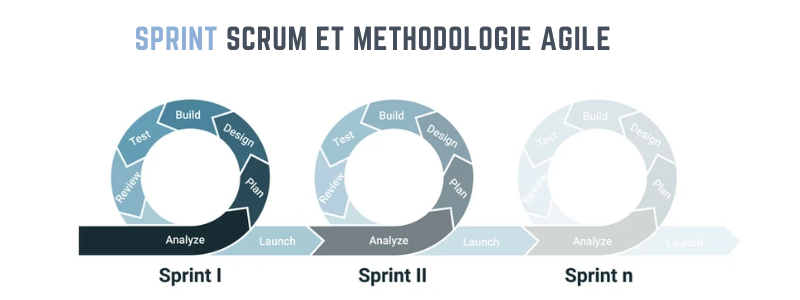 SPRINT SCRUM ET METHODOLOGIE AGILE
Build
Test
Design
Review
Plan
Analyze
Launch
Sprint I
Build
Test
Design
Review
Plan
Analyze
Launch
Sprint II
Build
Test
Design
Review
Plan
Analyze
Launch
Sprint n